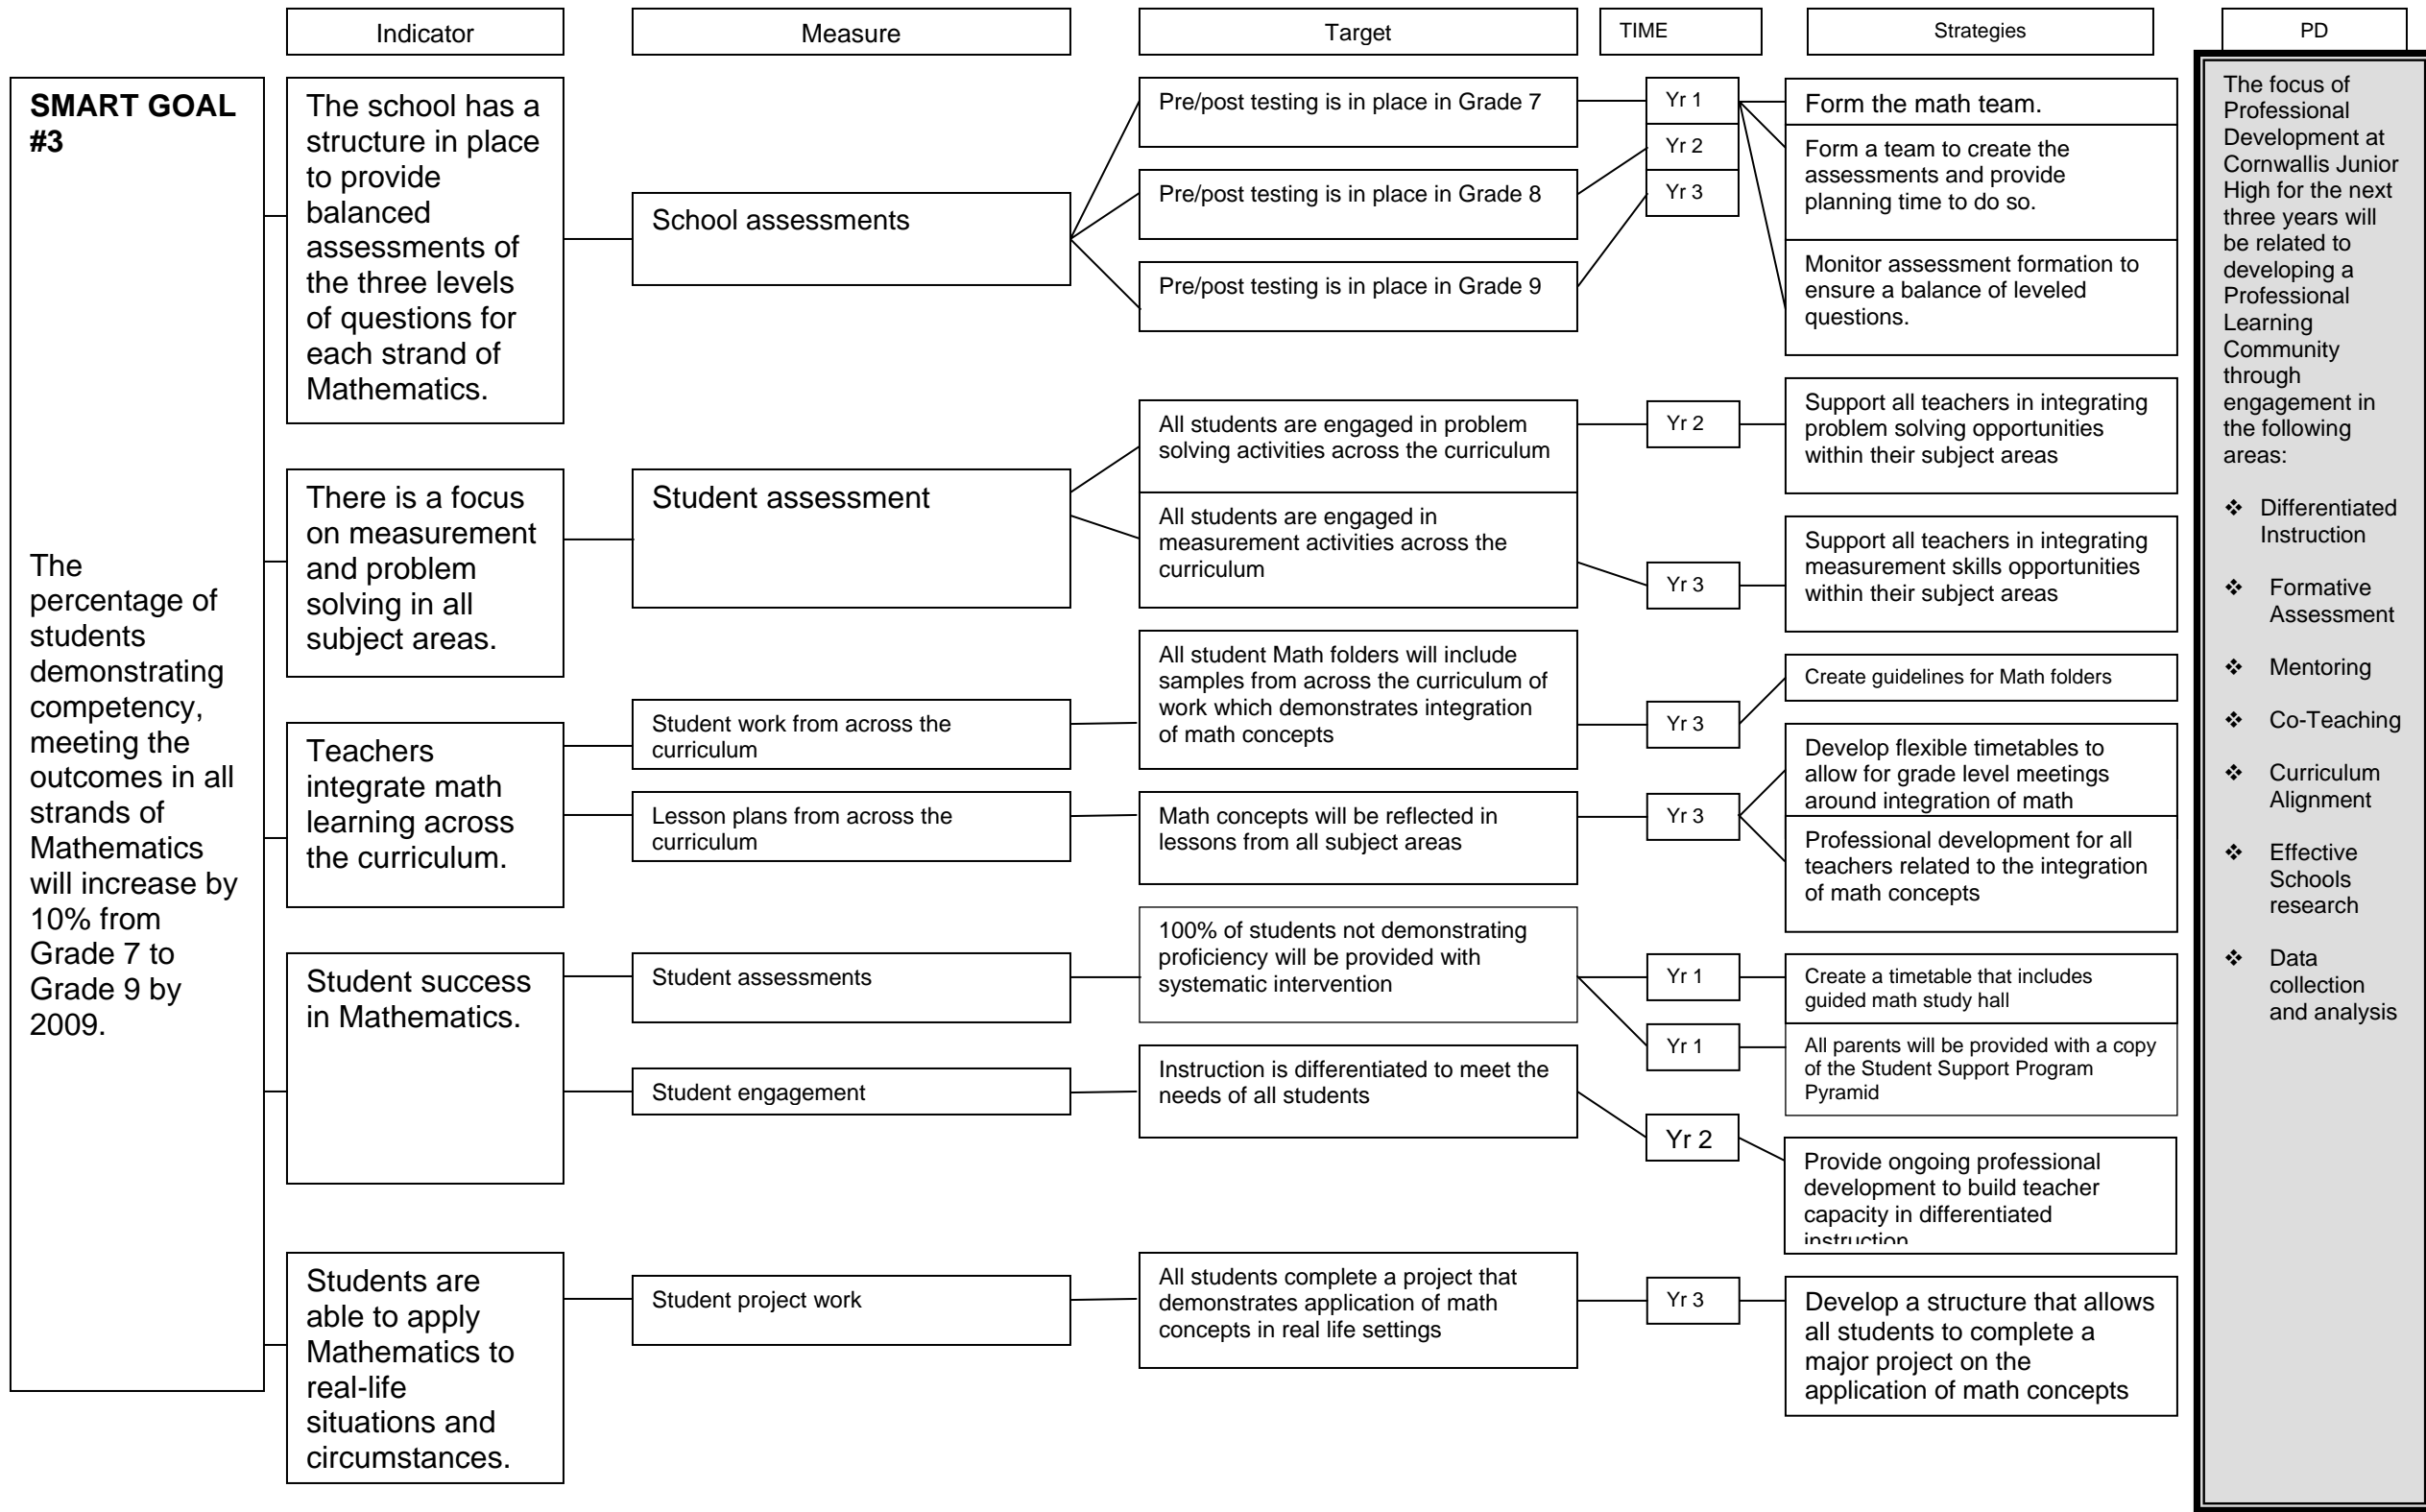 Indicator
Measure
Target
TIME
Strategies
PD
SMART GOAL
#3
The
percentage of
students
demonstrating
competency,
meeting the
outcomes in all
strands of
Mathematics
will increase by
10% from
Grade 7 to
Grade 9 by
2009.
The school has a
structure in place
to provide
balanced
assessments of
the three levels
of questions for
each strand of
Mathematics.
School assessments
Pre/post testing is in place in Grade 7
Pre/post testing is in place in Grade 8
Pre/post testing is in place in Grade 9
Yr 1
Yr 2
Yr 3
Form the math team.
Form a team to create the
assessments and provide
planning time to do so.
Monitor assessment formation to
ensure a balance of leveled
questions.
There is a focus
on measurement
and problem
solving in all
subject areas.
Student assessment
All students are engaged in problem
solving activities across the curriculum
All students are engaged in
measurement activities across the
curriculum
Yr 2
Yr 3
Support all teachers in integrating
problem solving opportunities
within their subject areas
Support all teachers in integrating
measurement skills opportunities
within their subject areas
Teachers
integrate math
learning across
the curriculum.
Student work from across the
curriculum
Lesson plans from across the
curriculum
All student Math folders will include
samples from across the curriculum of
work which demonstrates integration
of math concepts
Math concepts will be reflected in
lessons from all subject areas
Yr 3
Yr 3
Create guidelines for Math folders
Develop flexible timetables to
allow for grade level meetings
around integration of math
Professional development for all
teachers related to the integration
of math concepts
Student success
in Mathematics.
Student assessments
Student engagement
100% of students not demonstrating
proficiency will be provided with
systematic intervention
Instruction is differentiated to meet the
needs of all students
Yr 1
Yr 1
Yr 2
Create a timetable that includes
guided math study hall
All parents will be provided with a copy
of the Student Support Program
Pyramid
Provide ongoing professional
development to build teacher
capacity in differentiated
instruction
Students are
able to apply
Mathematics to
real-life
situations and
circumstances.
Student project work
All students complete a project that
demonstrates application of math
concepts in real life settings
Yr 3
Develop a structure that allows
all students to complete a
major project on the
application of math concepts
The focus of
Professional
Development at
Cornwallis Junior
High for the next
three years will
be related to
developing a
Professional
Learning
Community
through
engagement in
the following
areas:
❖ Differentiated
Instruction
❖ Formative
Assessment
❖ Mentoring
❖ Co-Teaching
❖ Curriculum
Alignment
❖ Effective
Schools
research
❖ Data
collection
and analysis